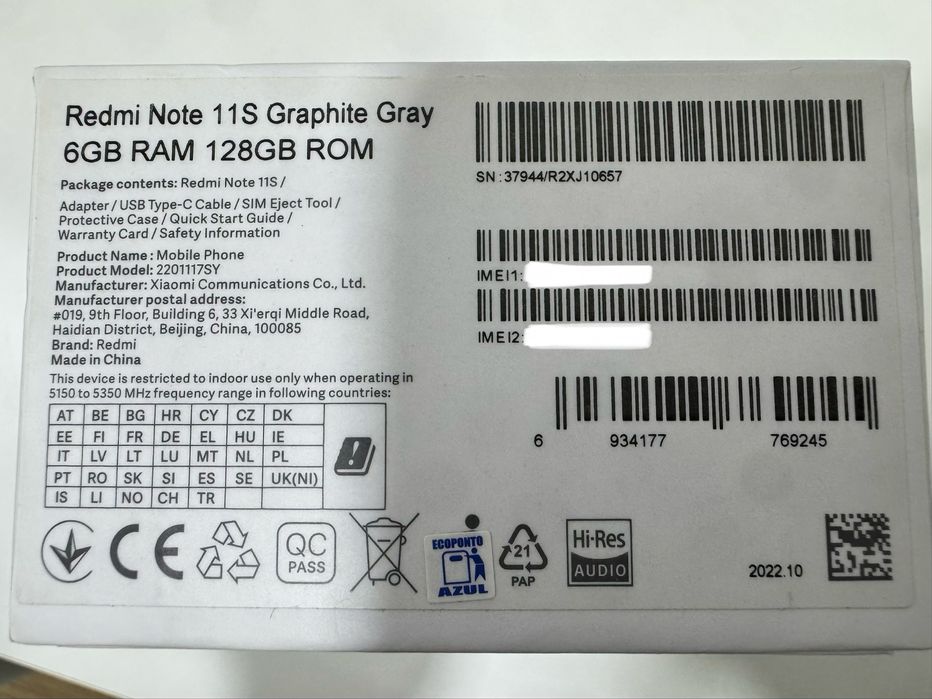 Redmi Note 11S Graphite Gray
6GB RAM 128GB ROM
Package contents: Redmi Note 11S /
Adapter / USB Type-C Cable / SIM Eject Tool /
Protective Case / Quick Start Guide /
Warranty Card / Safety Information
Product Name: Mobile Phone
Product Model: 2201117SY
Manufacturer: Xiaomi Communications Co., Ltd.
Manufacturer postal address:
#019, 9th Floor, Building 6, 33 Xi'erqi Middle Road,
Haidian District, Beijing, China, 100085
Brand: Redmi
Made in China
This device is restricted to indoor use only when operating in
5150 to 5350 MHz frequency range in following countries:
AT BE BG HR CY CZ DK
EE FI FR DE EL HU IE
IT LV LT LU MT NL PL
PT RO SK SI ES SE UK(NI)
IS LI NO CH TR
SN:37944/R2XJ10657
IMEI1:
IMEI2:
6 934177 769245
CE
QC
PASS
ECOPONTO
AZUL
21
PAP
Hi-Res
AUDIO
2022.10